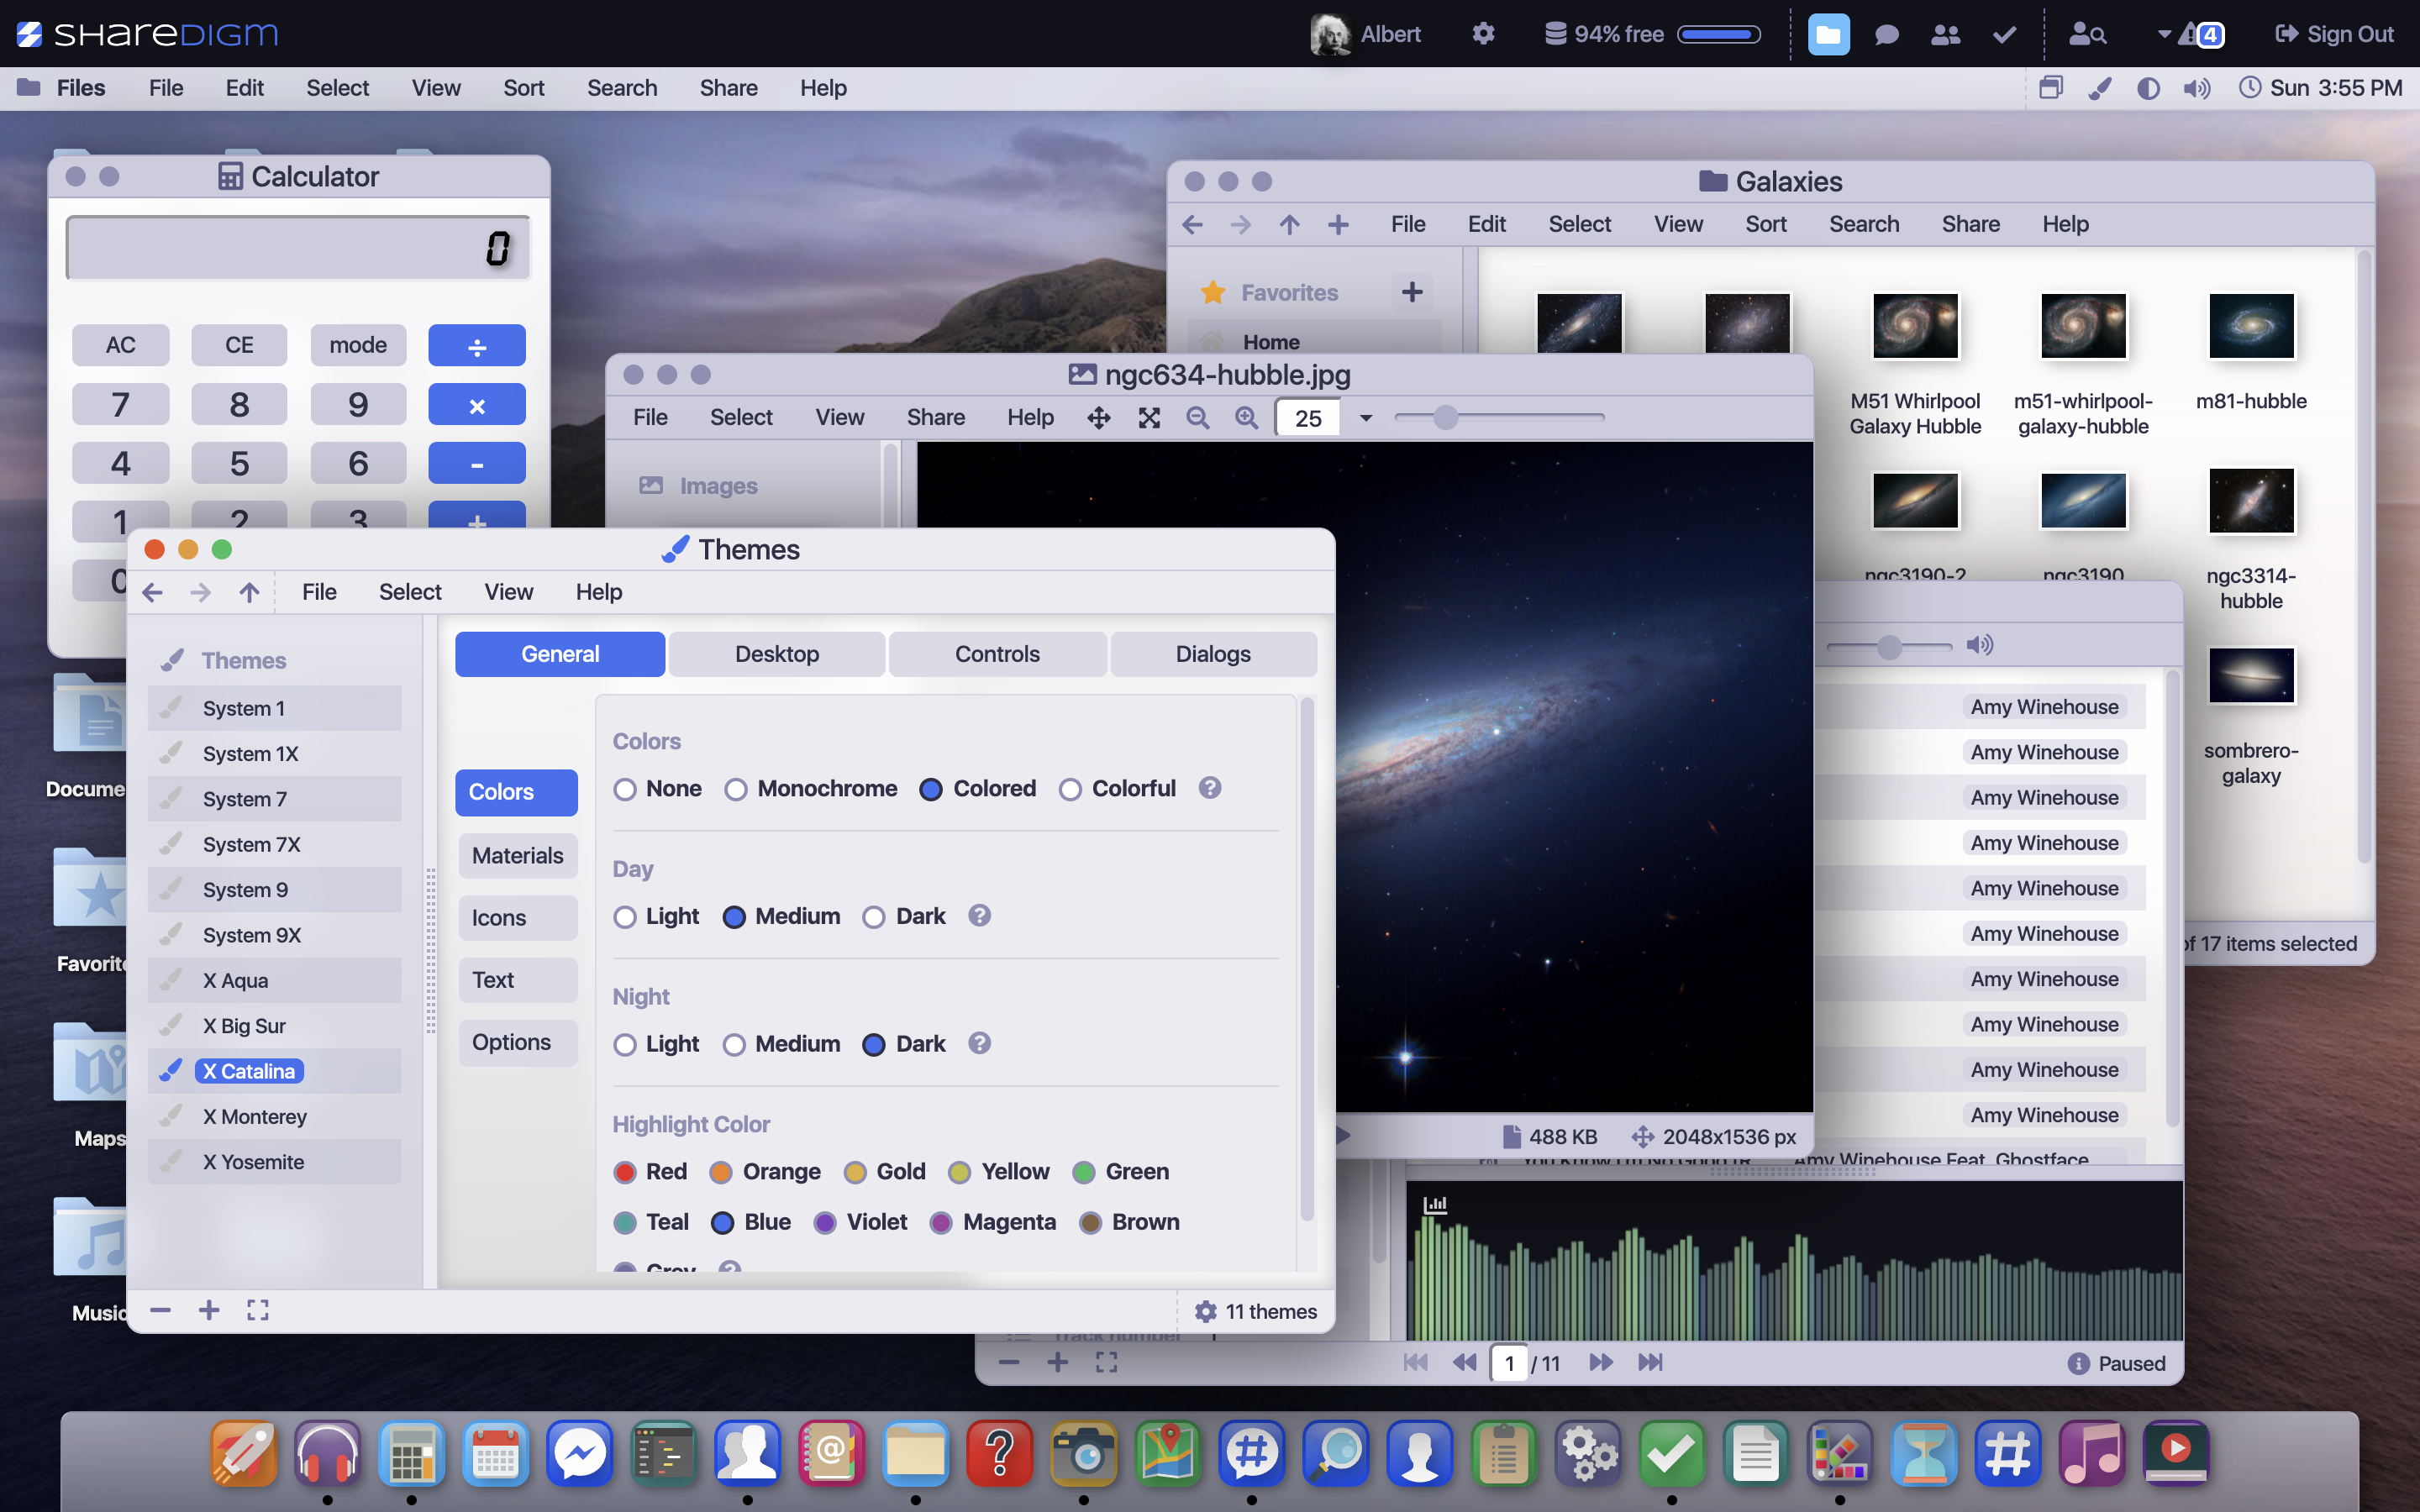 SHAREDIGM
Albert
94% free
4
Sign Out
Files File Edit Select View Sort Search Share Help
Sun 3:55 PM
Calculator
0
AC CE mode ÷
7 8 9 ×
4 5 6 -
1 2 3 +
0
Galaxies
File Edit Select View Sort Search Share Help
Favorites
Home
M51 Whirlpool
Galaxy Hubble
m51-whirlpool-
galaxy-hubble
m81-hubble
ngc3190-2
ngc3190
ngc3314-
hubble
sombrero-
galaxy
of 17 items selected
ngc634-hubble.jpg
File Select View Share Help
25
Images
488 KB
2048x1536 px
Themes
File Select View Help
Themes
System 1
System 1X
System 7
System 7X
System 9
System 9X
X Aqua
X Big Sur
X Catalina
X Monterey
X Yosemite
General Desktop Controls Dialogs
Colors
Materials
Icons
Text
Options
Colors
None Monochrome Colored Colorful
Day
Light Medium Dark
Night
Light Medium Dark
Highlight Color
Red Orange Gold Yellow Green
Teal Blue Violet Magenta Brown
Grey
11 themes
Amy Winehouse
Amy Winehouse
Amy Winehouse
Amy Winehouse
Amy Winehouse
Amy Winehouse
Amy Winehouse
Amy Winehouse
Amy Winehouse
Amy Winehouse
You Know I'm No Good (R Amy Winehouse Feat. Ghostface
Track number 1
1 / 11
Paused
Docume
Favorite
Maps
Music